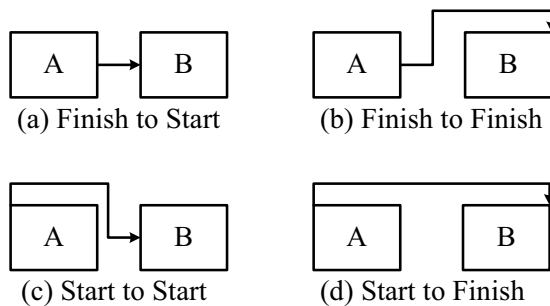 A B
A B
(a) Finish to Start
(b) Finish to Finish
A B
A B
(c) Start to Start
(d) Start to Finish